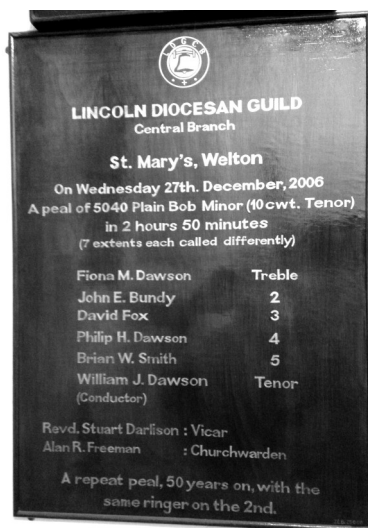 L D G C B
LINCOLN DIOCESAN GUILD
Central Branch
St. Mary's, Welton
On Wednesday 27th. December, 2006
A peal of 5040 Plain Bob Minor (10cwt. Tenor)
in 2 hours 50 minutes
(7 extents each called differently)
Fiona M. Dawson Treble
John E. Bundy 2
David Fox 3
Philip H. Dawson 4
Brian W. Smith 5
William J. Dawson Tenor
(Conductor)
Revd. Stuart Darlison : Vicar
Alan R. Freeman : Churchwarden
A repeat peal, 50 years on, with the
same ringer on the 2nd.